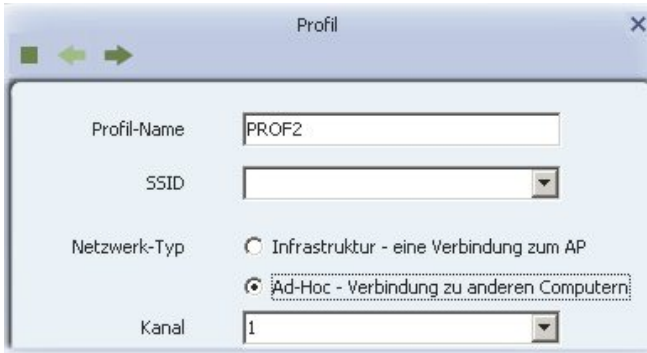 Profil
Profil-Name PROF2
SSID
Netzwerk-Typ Infrastruktur - eine Verbindung zum AP
Ad-Hoc - Verbindung zu anderen Computern
Kanal 1